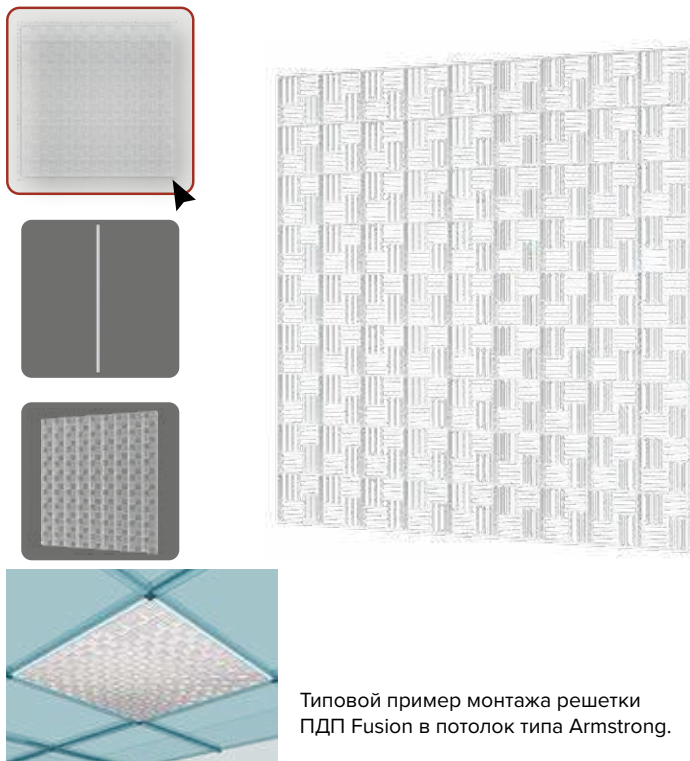 Типовой пример монтажа решетки
ПДП Fusion в потолок типа Armstrong.